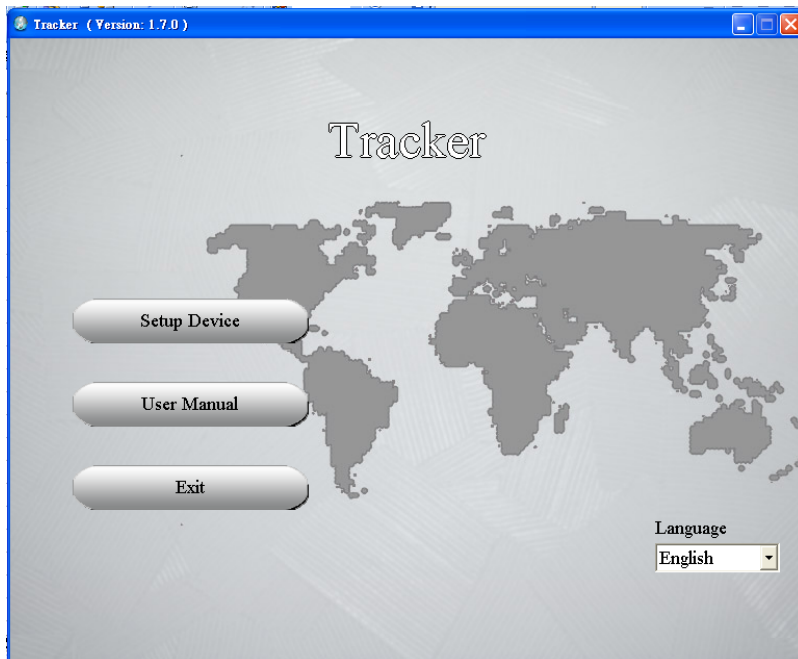 Tracker ( Version: 1.7.0 )
Tracker
Setup Device
User Manual
Exit
Language
English